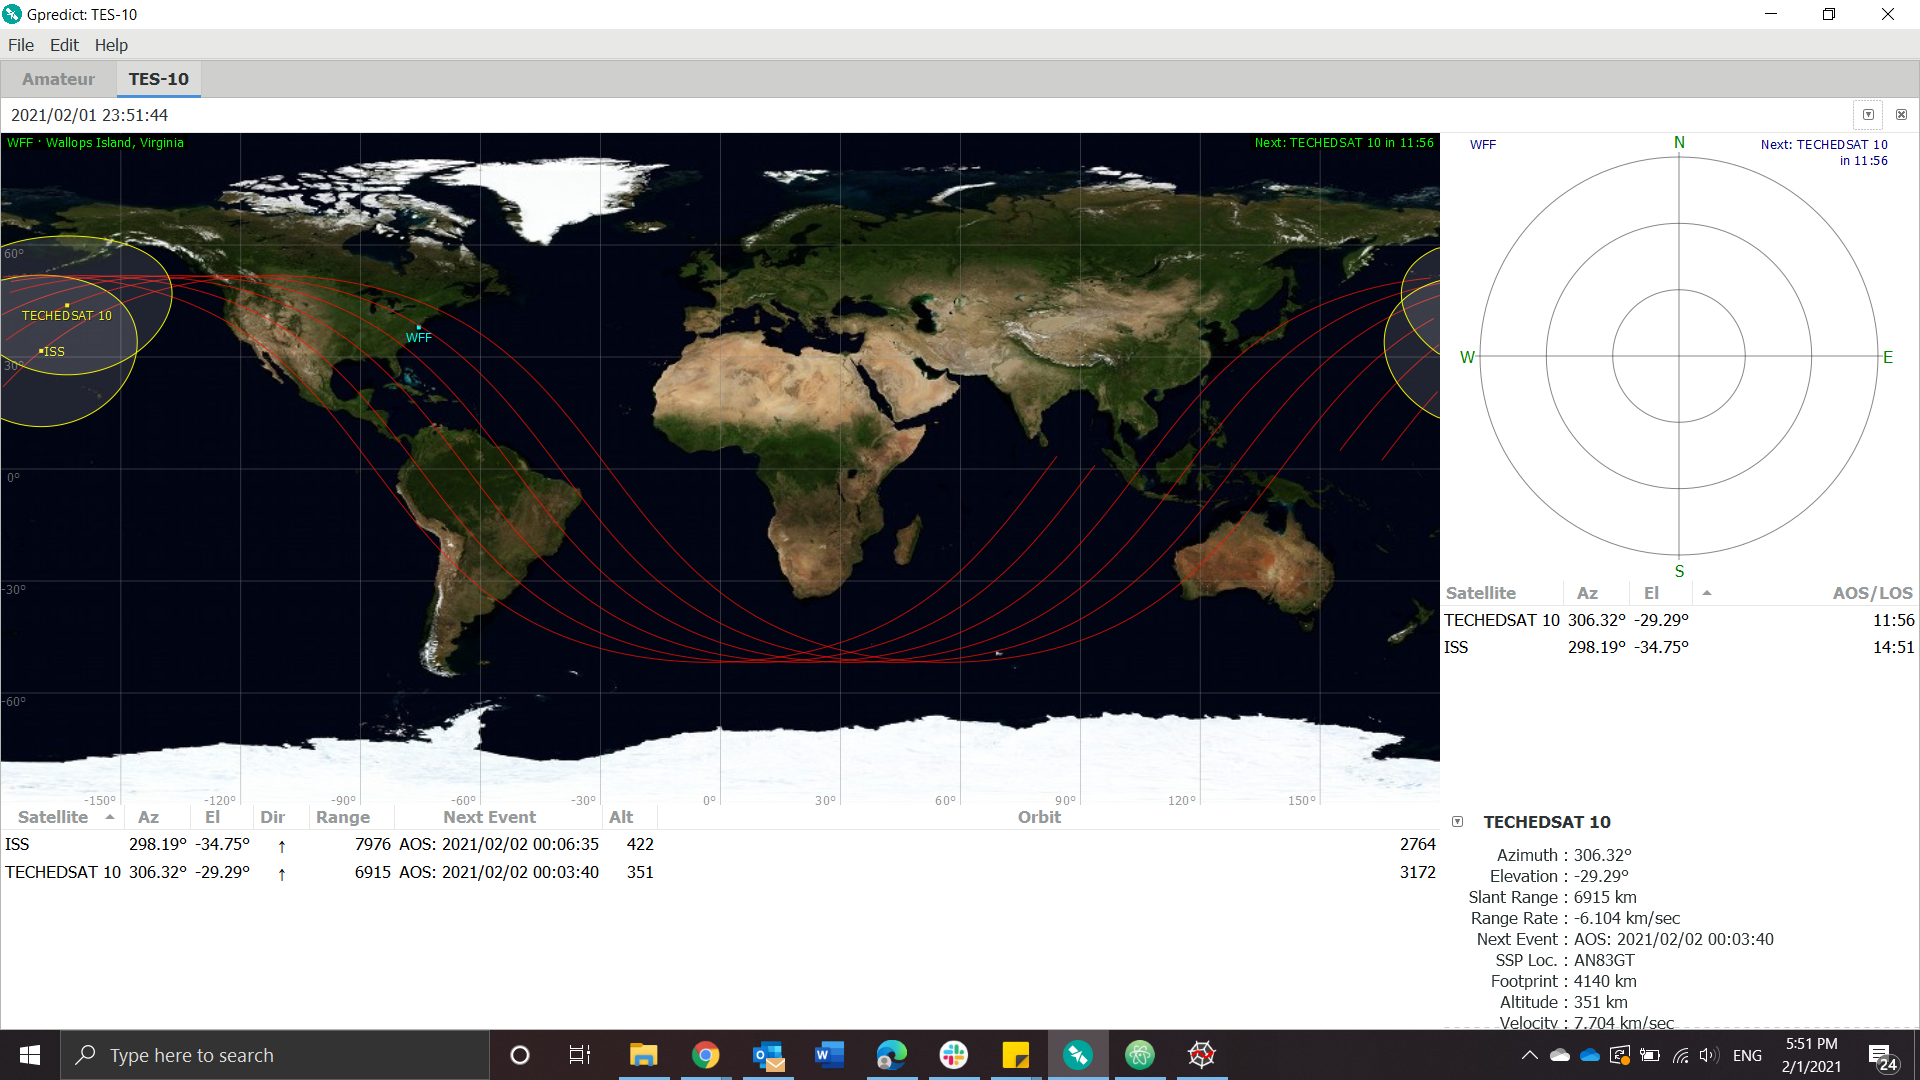 Gpredict: TES-10
File Edit Help
Amateur TES-10
2021/02/01 23:51:44
WFF · Wallops Island, Virginia
Next: TECHEDSAT 10 in 11:56
60°
TECHEDSAT 10
ISS
30°
WFF
0°
-30°
-60°
-150° -120° -90° -60° -30° 0° 30° 60° 90° 120° 150°
WFF
Next: TECHEDSAT 10
in 11:56
N
W
E
S
Satellite Az El AOS/LOS
TECHEDSAT 10 306.32° -29.29° 11:56
ISS 298.19° -34.75° 14:51
Satellite Az El Dir Range Next Event Alt Orbit
ISS 298.19° -34.75° ↑ 7976 AOS: 2021/02/02 00:06:35 422 2764
TECHEDSAT 10 306.32° -29.29° ↑ 6915 AOS: 2021/02/02 00:03:40 351 3172
TECHEDSAT 10
Azimuth : 306.32°
Elevation : -29.29°
Slant Range : 6915 km
Range Rate : -6.104 km/sec
Next Event : AOS: 2021/02/02 00:03:40
SSP Loc. : AN83GT
Footprint : 4140 km
Altitude : 351 km
Velocity : 7.704 km/sec
Type here to search
ENG
5:51 PM
2/1/2021
24